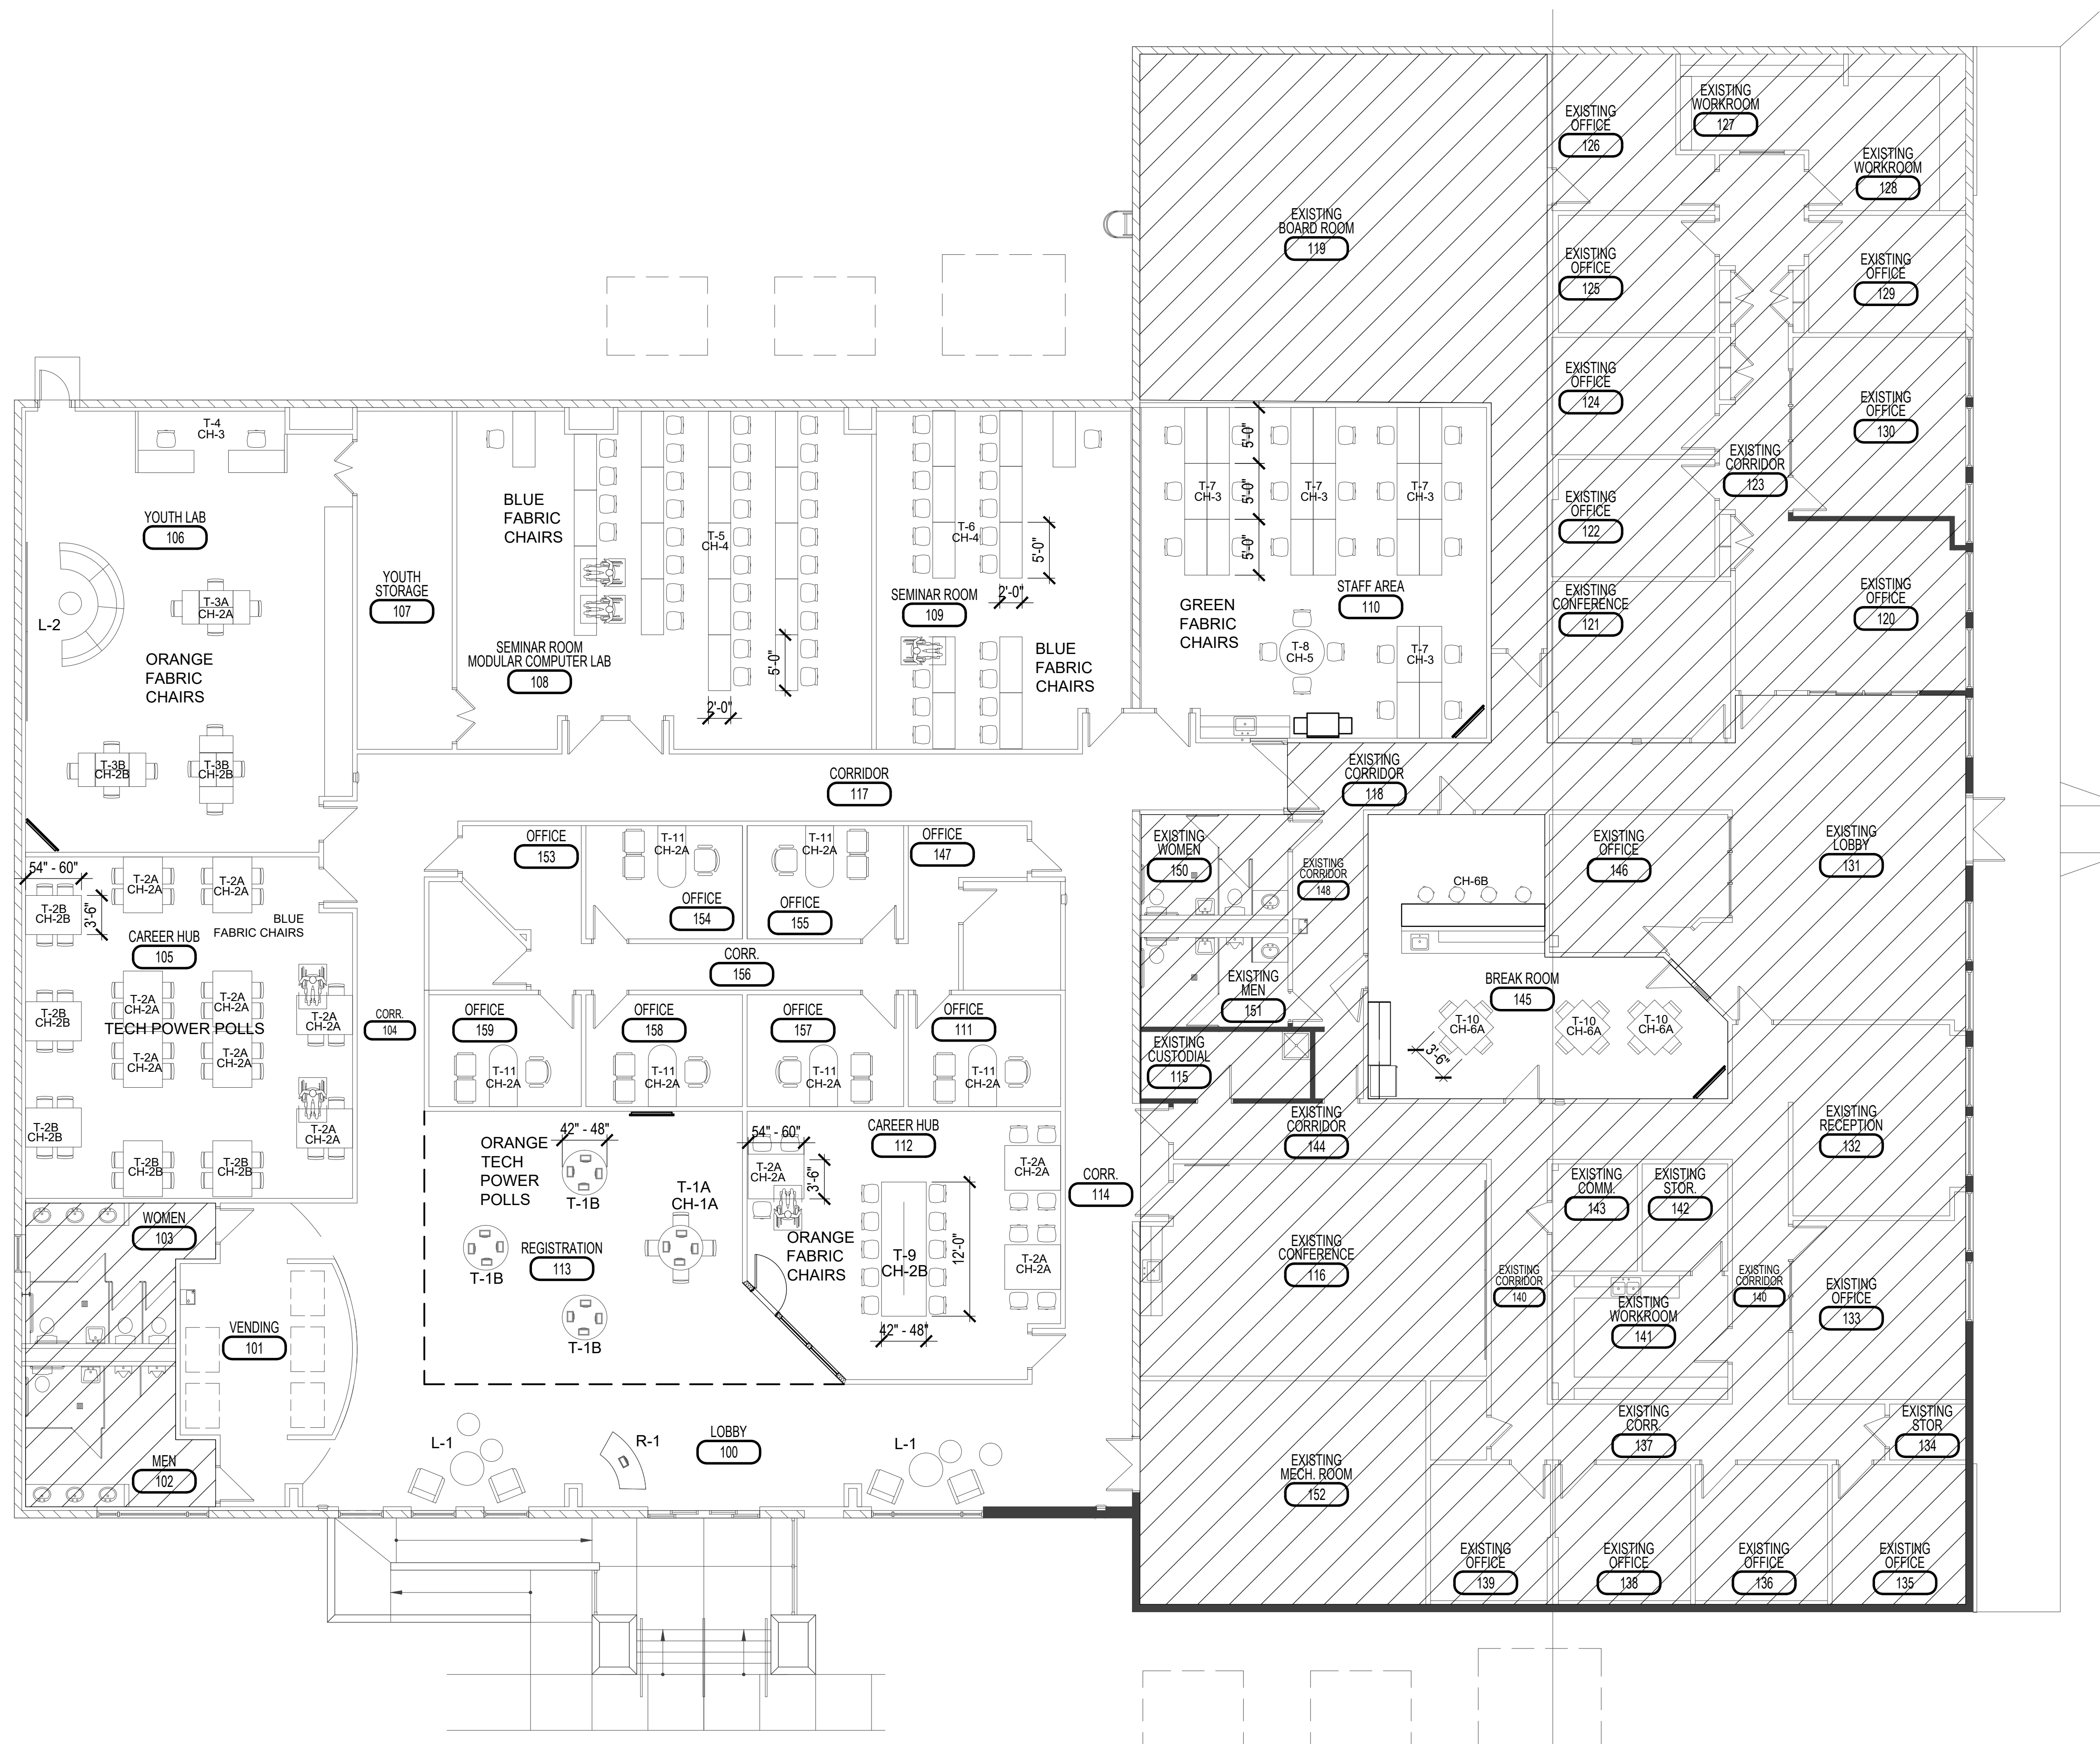 EXISTING
WORKROOM
127
EXISTING
OFFICE
126
EXISTING
WORKROOM
128
EXISTING
BOARD ROOM
119
EXISTING
OFFICE
125
EXISTING
OFFICE
129
EXISTING
OFFICE
124
EXISTING
OFFICE
130
EXISTING
CORRIDOR
123
EXISTING
OFFICE
122
EXISTING
CONFERENCE
121
EXISTING
OFFICE
120
T-4
CH-3
YOUTH LAB
106
L-2
T-3A
CH-2A
ORANGE
FABRIC
CHAIRS
T-3B
CH-2B
T-3B
CH-2B
YOUTH
STORAGE
107
BLUE
FABRIC
CHAIRS
T-5
CH-4
SEMINAR ROOM
MODULAR COMPUTER LAB
108
5'-0"
2'-0"
T-6
CH-4
5'-0"
2'-0"
SEMINAR ROOM
109
BLUE
FABRIC
CHAIRS
5'-0"
5'-0"
5'-0"
T-7
CH-3
T-7
CH-3
T-7
CH-3
STAFF AREA
110
GREEN
FABRIC
CHAIRS
T-8
CH-5
T-7
CH-3
CORRIDOR
117
EXISTING
CORRIDOR
118
OFFICE
153
T-11
CH-2A
OFFICE
154
T-11
CH-2A
OFFICE
155
OFFICE
147
EXISTING
WOMEN
150
EXISTING
CORRIDOR
148
EXISTING
OFFICE
146
EXISTING
LOBBY
131
CH-6B
54" - 60"
3'-6"
T-2A
CH-2A
T-2A
CH-2A
T-2B
CH-2B
BLUE
FABRIC CHAIRS
CAREER HUB
105
T-2A
CH-2A
T-2A
CH-2A
T-2B
CH-2B
T-2A
CH-2A
TECH POWER POLLS
T-2A
CH-2A
T-2A
CH-2A
T-2B
CH-2B
T-2A
CH-2A
T-2B
CH-2B
T-2B
CH-2B
CORR.
104
CORR.
156
OFFICE
159
OFFICE
158
OFFICE
157
OFFICE
111
T-11
CH-2A
T-11
CH-2A
T-11
CH-2A
T-11
CH-2A
EXISTING
MEN
151
BREAK ROOM
145
T-10
CH-6A
T-10
CH-6A
T-10
CH-6A
3'-6"
EXISTING
CUSTODIAL
115
EXISTING
CORRIDOR
144
EXISTING
RECEPTION
132
ORANGE
TECH
POWER
POLLS
42" - 48"
T-1B
T-1A
CH-1A
T-1B
REGISTRATION
113
T-1B
54" - 60"
CAREER HUB
112
T-2A
CH-2A
3'-6"
T-2A
CH-2A
ORANGE
FABRIC
CHAIRS
T-9
CH-2B
12'-0"
T-2A
CH-2A
42" - 48"
CORR.
114
EXISTING
COMM.
143
EXISTING
STOR.
142
EXISTING
CONFERENCE
116
EXISTING
CORRIDOR
140
EXISTING
WORKROOM
141
EXISTING
CORRIDOR
140
EXISTING
OFFICE
133
WOMEN
103
VENDING
101
MEN
102
L-1
R-1
LOBBY
100
L-1
EXISTING
CORR.
137
EXISTING
STOR.
134
EXISTING
MECH. ROOM
152
EXISTING
OFFICE
139
EXISTING
OFFICE
138
EXISTING
OFFICE
136
EXISTING
OFFICE
135